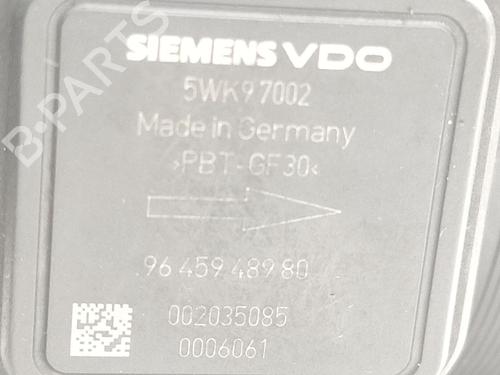 SIEMENS VDO
5WK97002
Made in Germany
>PBT-GF30<
96 459 489 80
002035085
0006061
B-PARTS